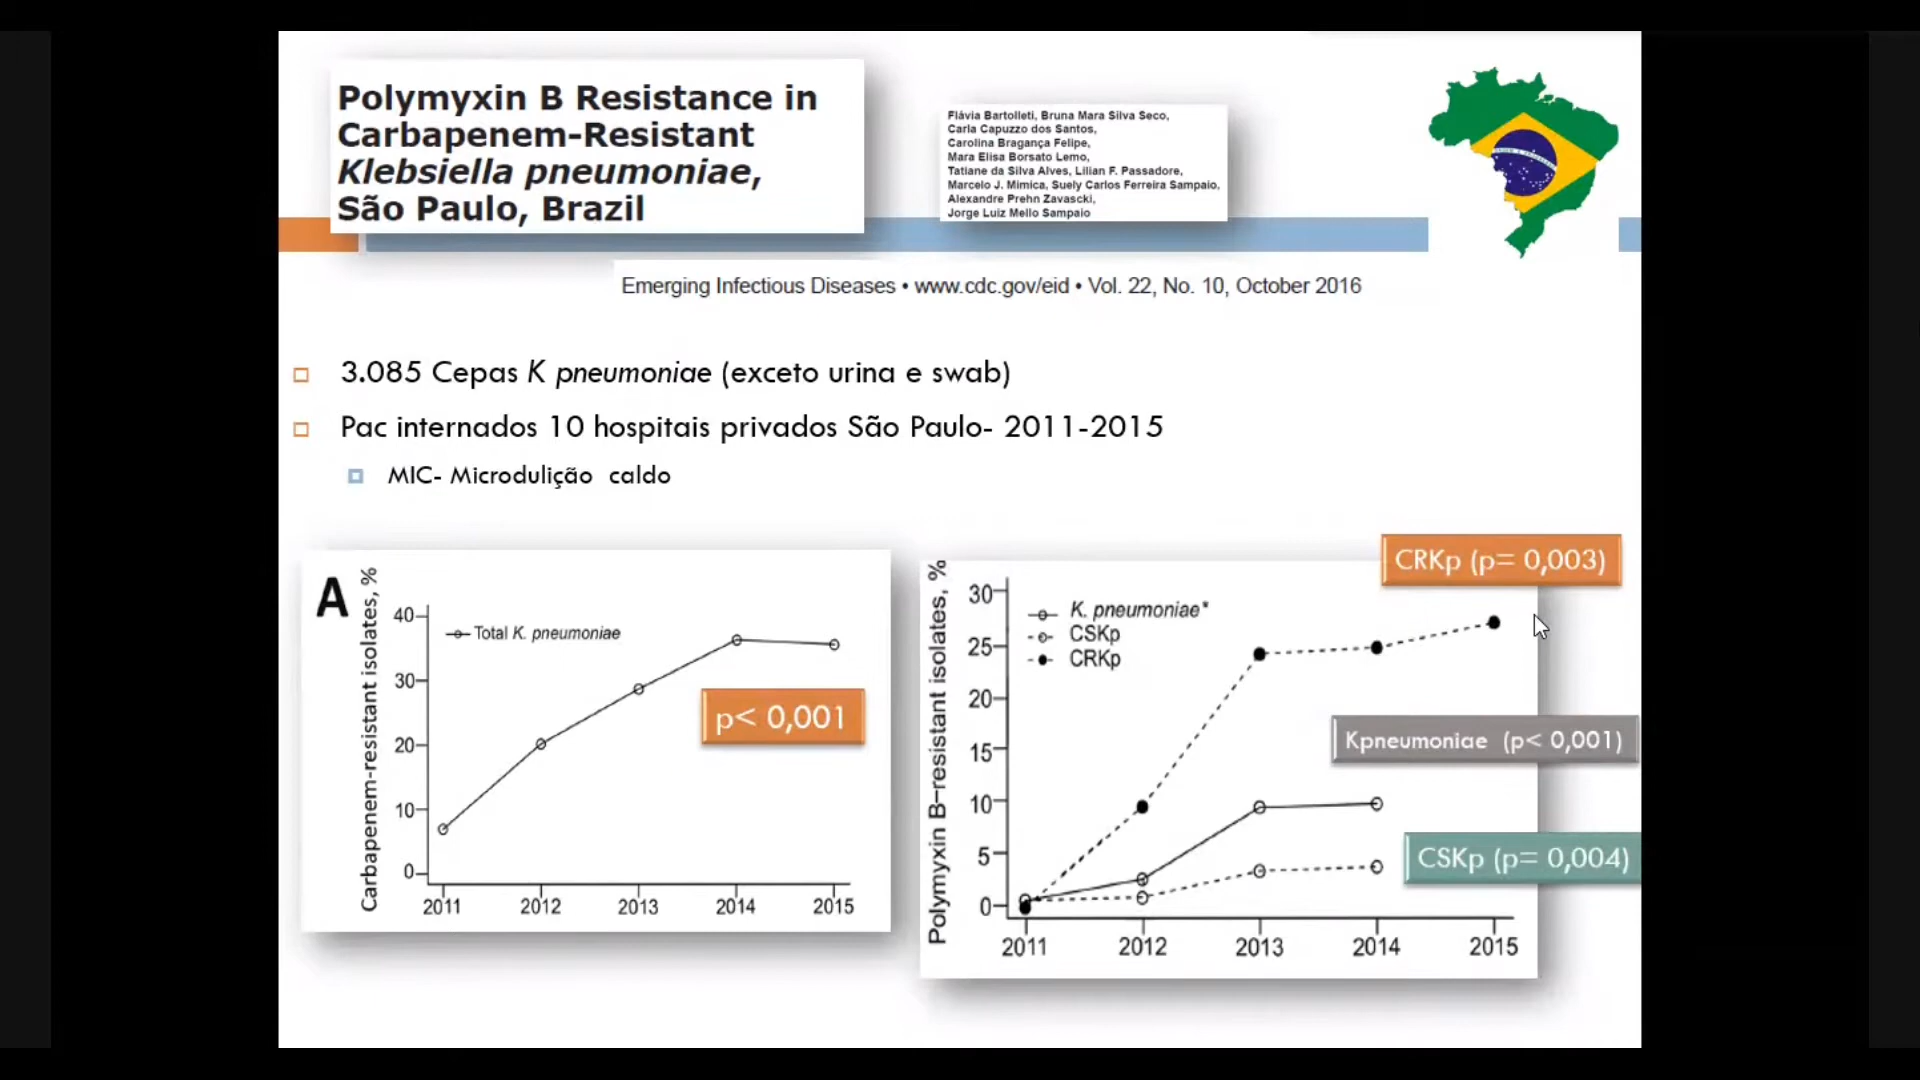 Polymyxin B Resistance in
Carbapenem-Resistant
Klebsiella pneumoniae,
São Paulo, Brazil
Flávia Bartolleti, Bruna Mara Silva Seco,
Carla Capuzzo dos Santos,
Carolina Bragança Felipe,
Mara Elisa Borsato Lemo,
Tatiane da Silva Alves, Lilian F. Passadore,
Marcelo J. Mimica, Suely Carlos Ferreira Sampaio,
Alexandre Prehn Zavascki,
Jorge Luiz Mello Sampaio
Emerging Infectious Diseases • www.cdc.gov/eid • Vol. 22, No. 10, October 2016
3.085 Cepas K pneumoniae (exceto urina e swab)
Pac internados 10 hospitais privados São Paulo- 2011-2015
MIC- Microdulição caldo
A
Carbapenem-resistant isolates, %
40
30
20
10
0
Total K. pneumoniae
p< 0,001
2011 2012 2013 2014 2015
Polymyxin B–resistant isolates, %
30
25
20
15
10
5
0
K. pneumoniae*
CSKp
CRKp
CRKp (p= 0,003)
Kpneumoniae (p< 0,001)
CSKp (p= 0,004)
2011 2012 2013 2014 2015